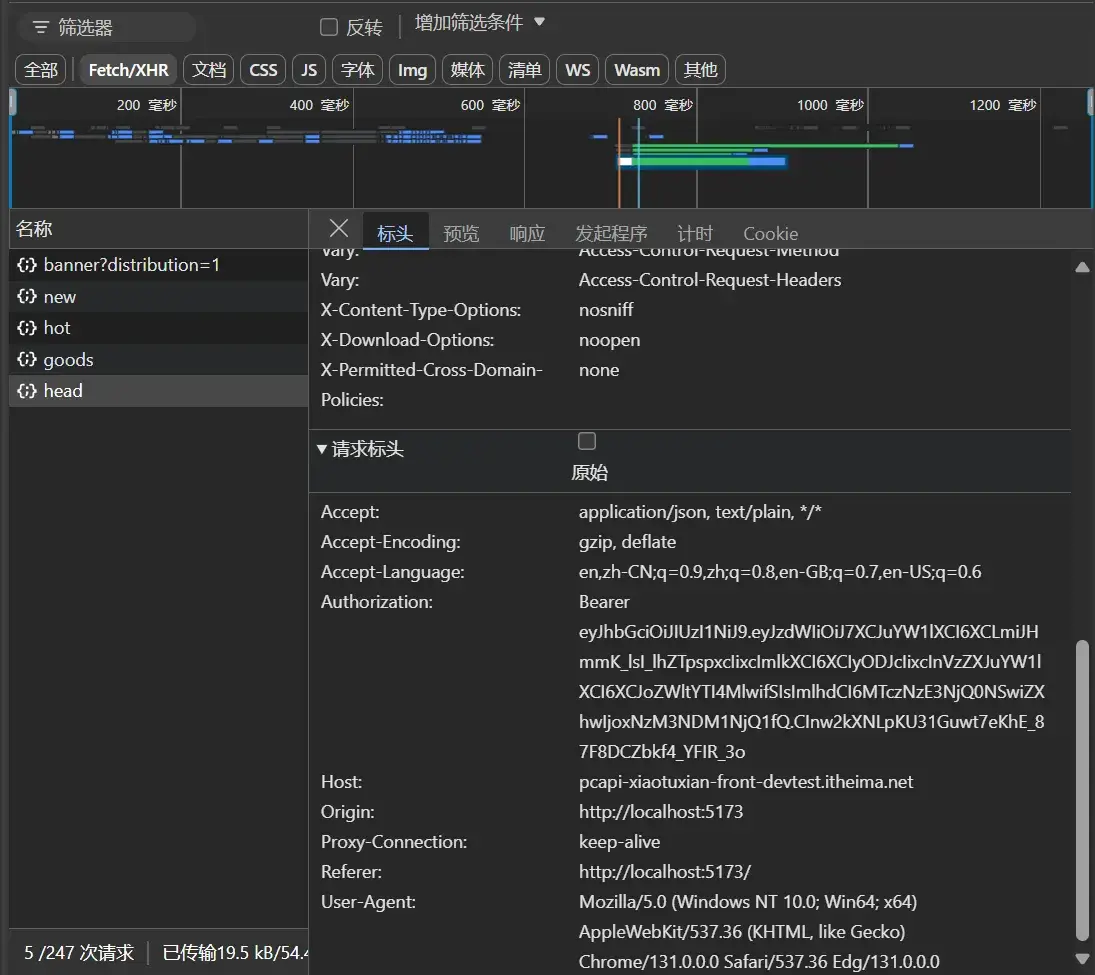 筛选器
反转
增加筛选条件
全部
Fetch/XHR
文档
CSS
JS
字体
Img
媒体
清单
WS
Wasm
其他
200 毫秒
400 毫秒
600 毫秒
800 毫秒
1000 毫秒
1200 毫秒
名称
标头
预览
响应
发起程序
计时
Cookie
banner?distribution=1
new
hot
goods
head
Vary: Access-Control-Request-Method
Vary: Access-Control-Request-Headers
X-Content-Type-Options: nosniff
X-Download-Options: noopen
X-Permitted-Cross-Domain- none
Policies:
请求标头
原始
Accept: application/json, text/plain, */*
Accept-Encoding: gzip, deflate
Accept-Language: en,zh-CN;q=0.9,zh;q=0.8,en-GB;q=0.7,en-US;q=0.6
Authorization: Bearer
eyJhbGciOiJIUzI1NiJ9.eyJzdWIiOiJ7XCJuYW1lXCI6XCLmiJH
mmK_lsI_lhZTpspxcIixcImlkXCI6XCIyODJcIixcInVzZXJuYW1l
XCI6XCJoZWltYTI4MlwifSIsImlhdCI6MTczNzE3NjQ0NSwiZX
hwIjoxNzM3NDM1NjQ1fQ.CInw2kXNLpKU31Guwt7eKhE_8
7F8DCZbkf4_YFIR_3o
Host: pcapi-xiaotuxian-front-devtest.itheima.net
Origin: http://localhost:5173
Proxy-Connection: keep-alive
Referer: http://localhost:5173/
User-Agent: Mozilla/5.0 (Windows NT 10.0; Win64; x64)
AppleWebKit/537.36 (KHTML, like Gecko)
Chrome/131.0.0.0 Safari/537.36 Edg/131.0.0.0
5 /247 次请求
已传输19.5 kB/54.4